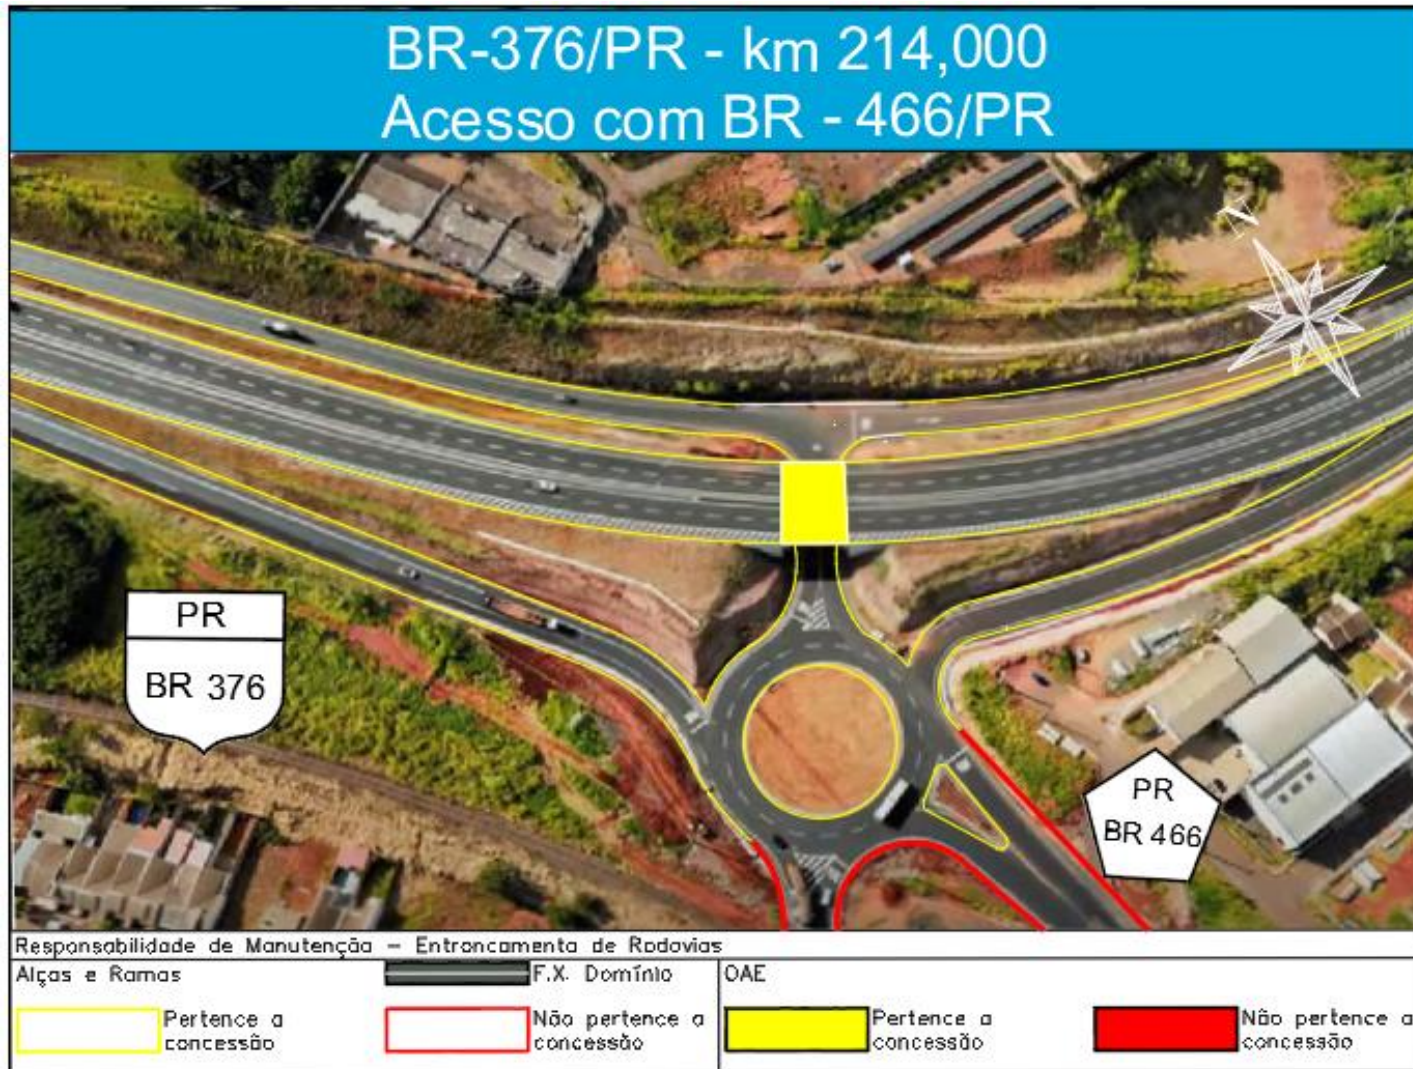 BR-376/PR - km 214,000
Acesso com BR - 466/PR
N
PR
BR 376
PR
BR 466
Responsabilidade de Manutenção - Entroncamento de Rodovias
Alças e Ramas
F.X. Domínio
OAE
Pertence a
concessão
Não pertence a
concessão
Pertence a
concessão
Não pertence a
concessão